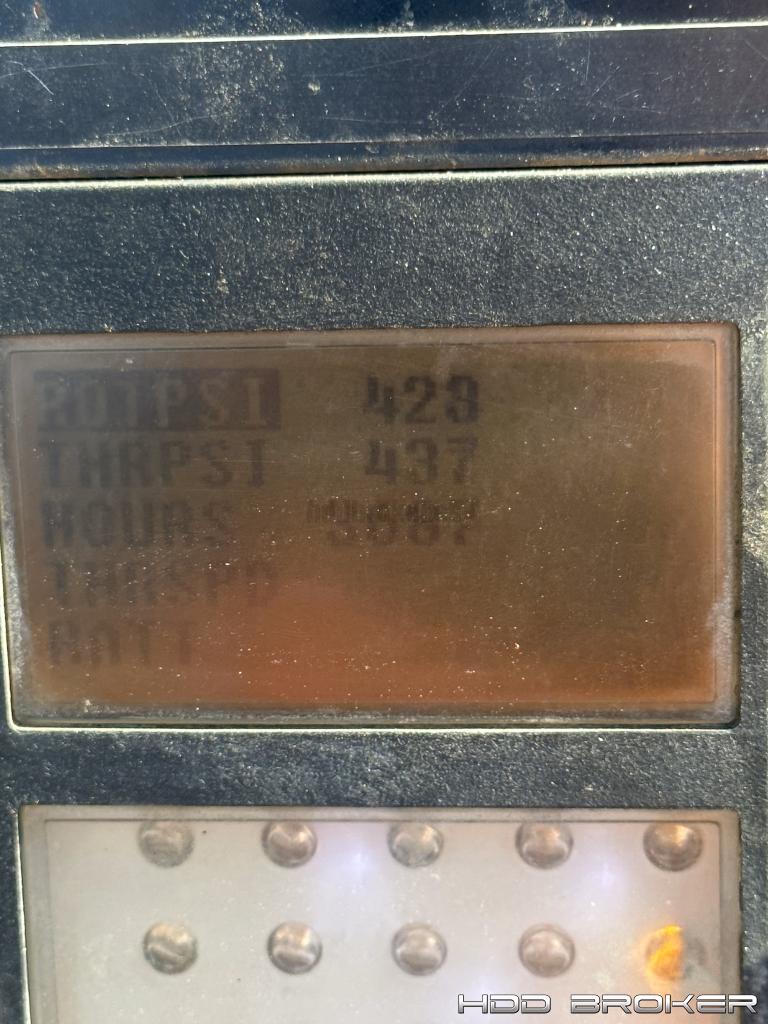 ROTPSI 423
THRPSI 437
HOURS
THRSPD
BATT
HDD BROKER